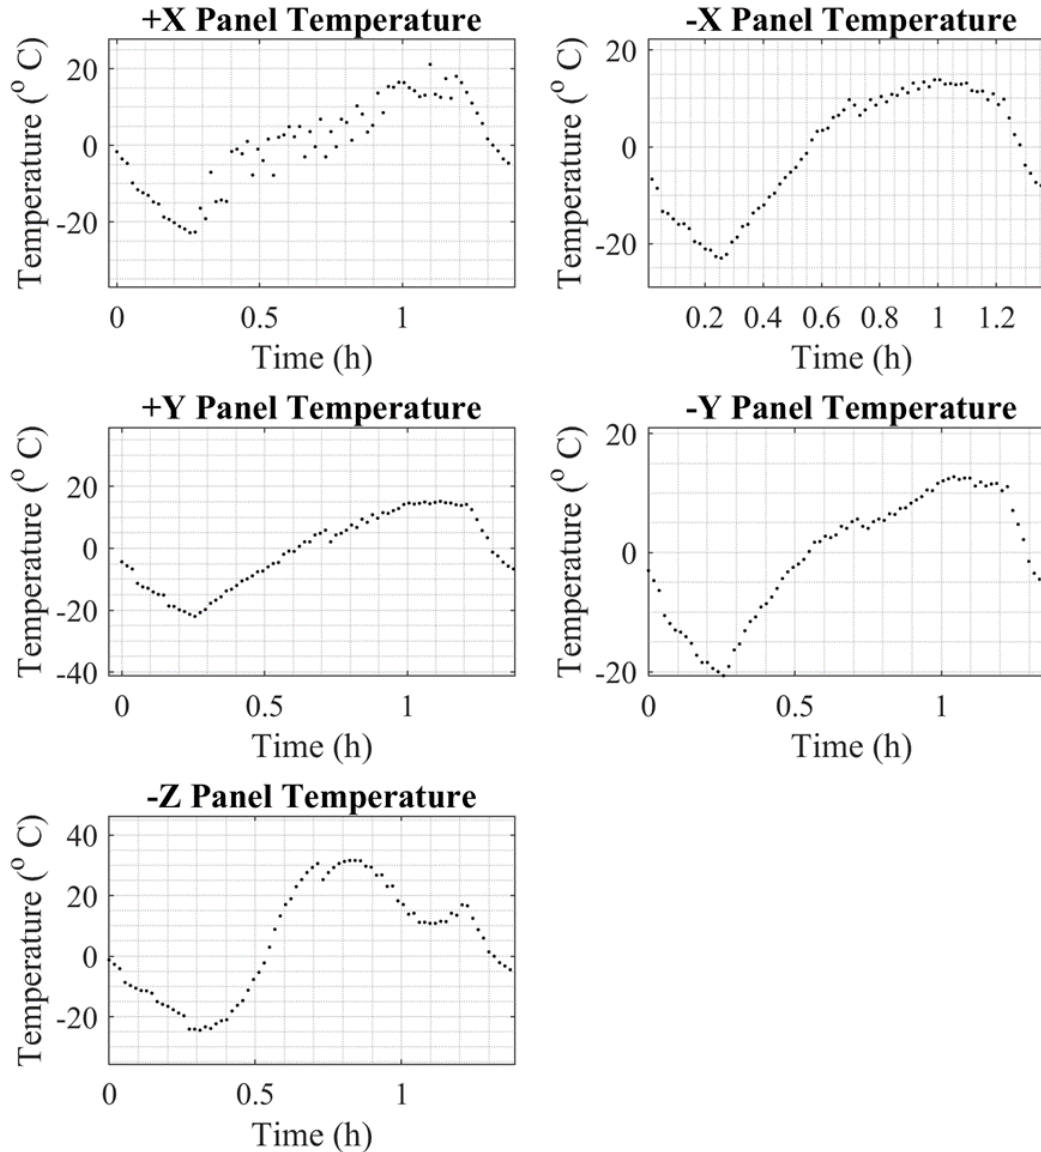 +X Panel Temperature
Temperature (° C)
20
0
-20
0
0.5
1
Time (h)
-X Panel Temperature
Temperature (° C)
20
0
-20
0.2
0.4
0.6
0.8
1
1.2
Time (h)
+Y Panel Temperature
Temperature (° C)
20
0
-20
-40
0
0.5
1
Time (h)
-Y Panel Temperature
Temperature (° C)
20
0
-20
0
0.5
1
Time (h)
-Z Panel Temperature
Temperature (° C)
40
20
0
-20
0
0.5
1
Time (h)